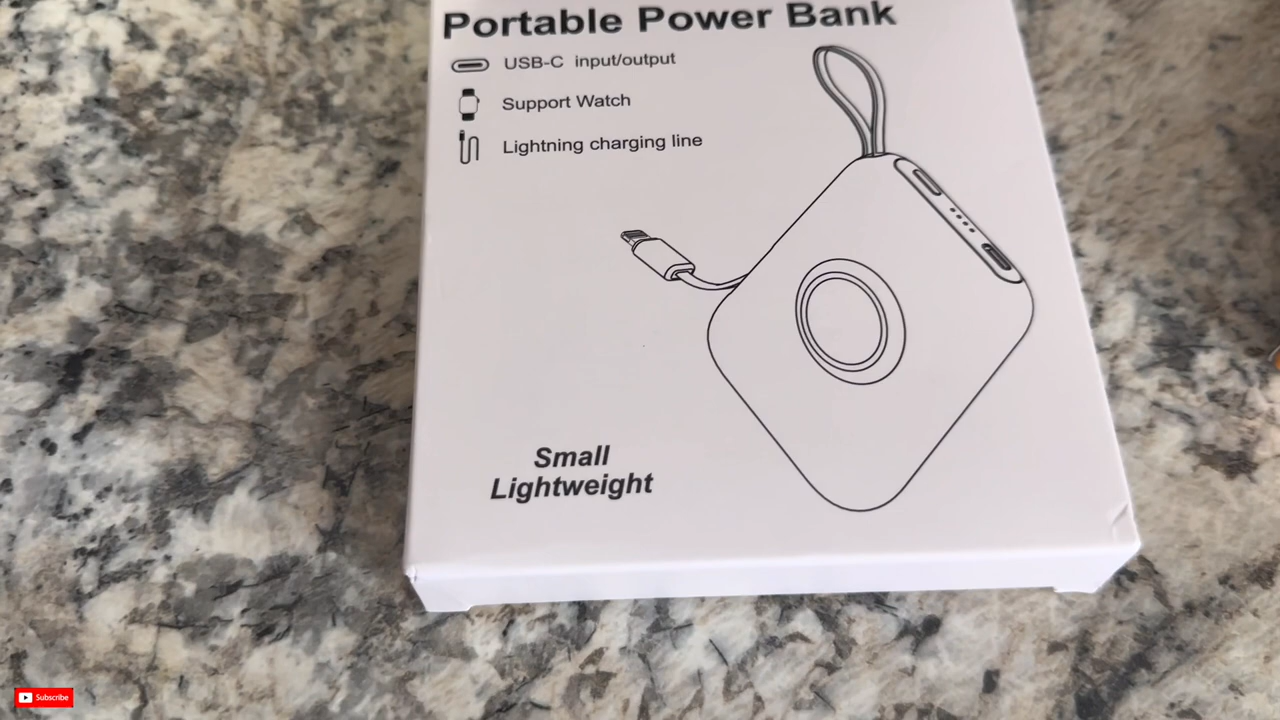 Portable Power Bank
USB-C input/output
Support Watch
Lightning charging line
Small
Lightweight
Subscribe